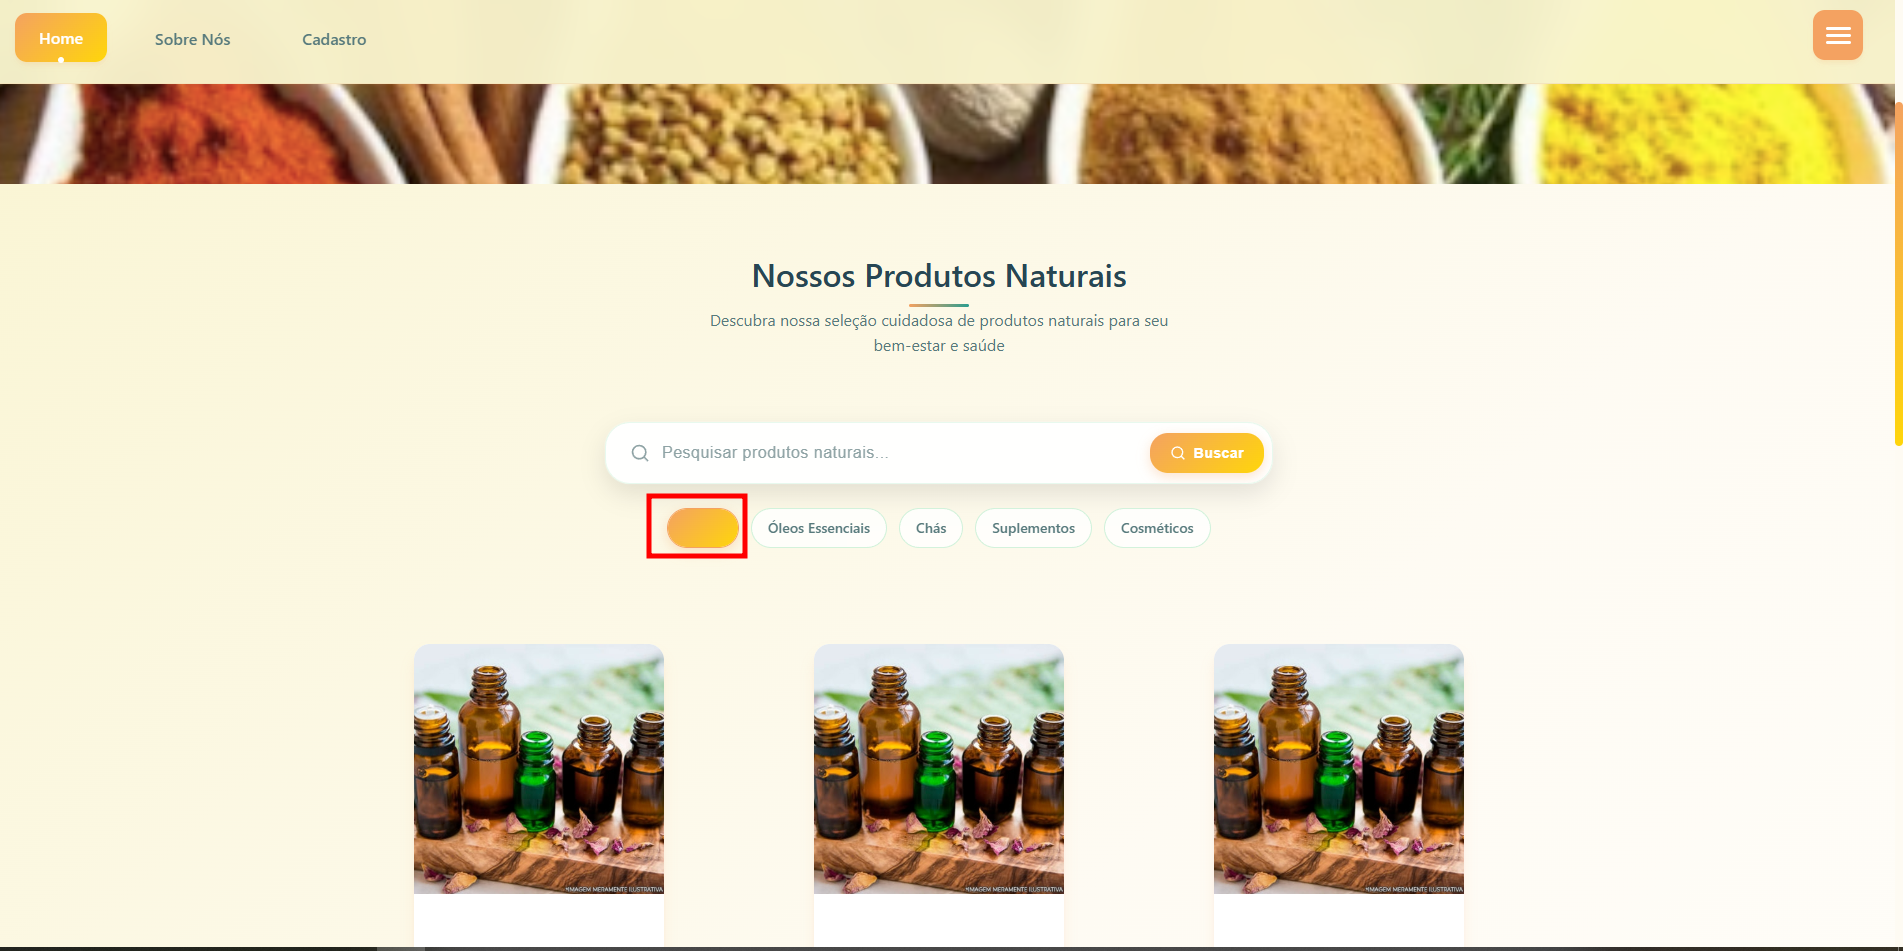 Home
Sobre Nós
Cadastro
Nossos Produtos Naturais
Descubra nossa seleção cuidadosa de produtos naturais para seu
bem-estar e saúde
Pesquisar produtos naturais...
Buscar
Óleos Essenciais
Chás
Suplementos
Cosméticos
*IMAGEM MERAMENTE ILUSTRATIVA
*IMAGEM MERAMENTE ILUSTRATIVA
*IMAGEM MERAMENTE ILUSTRATIVA